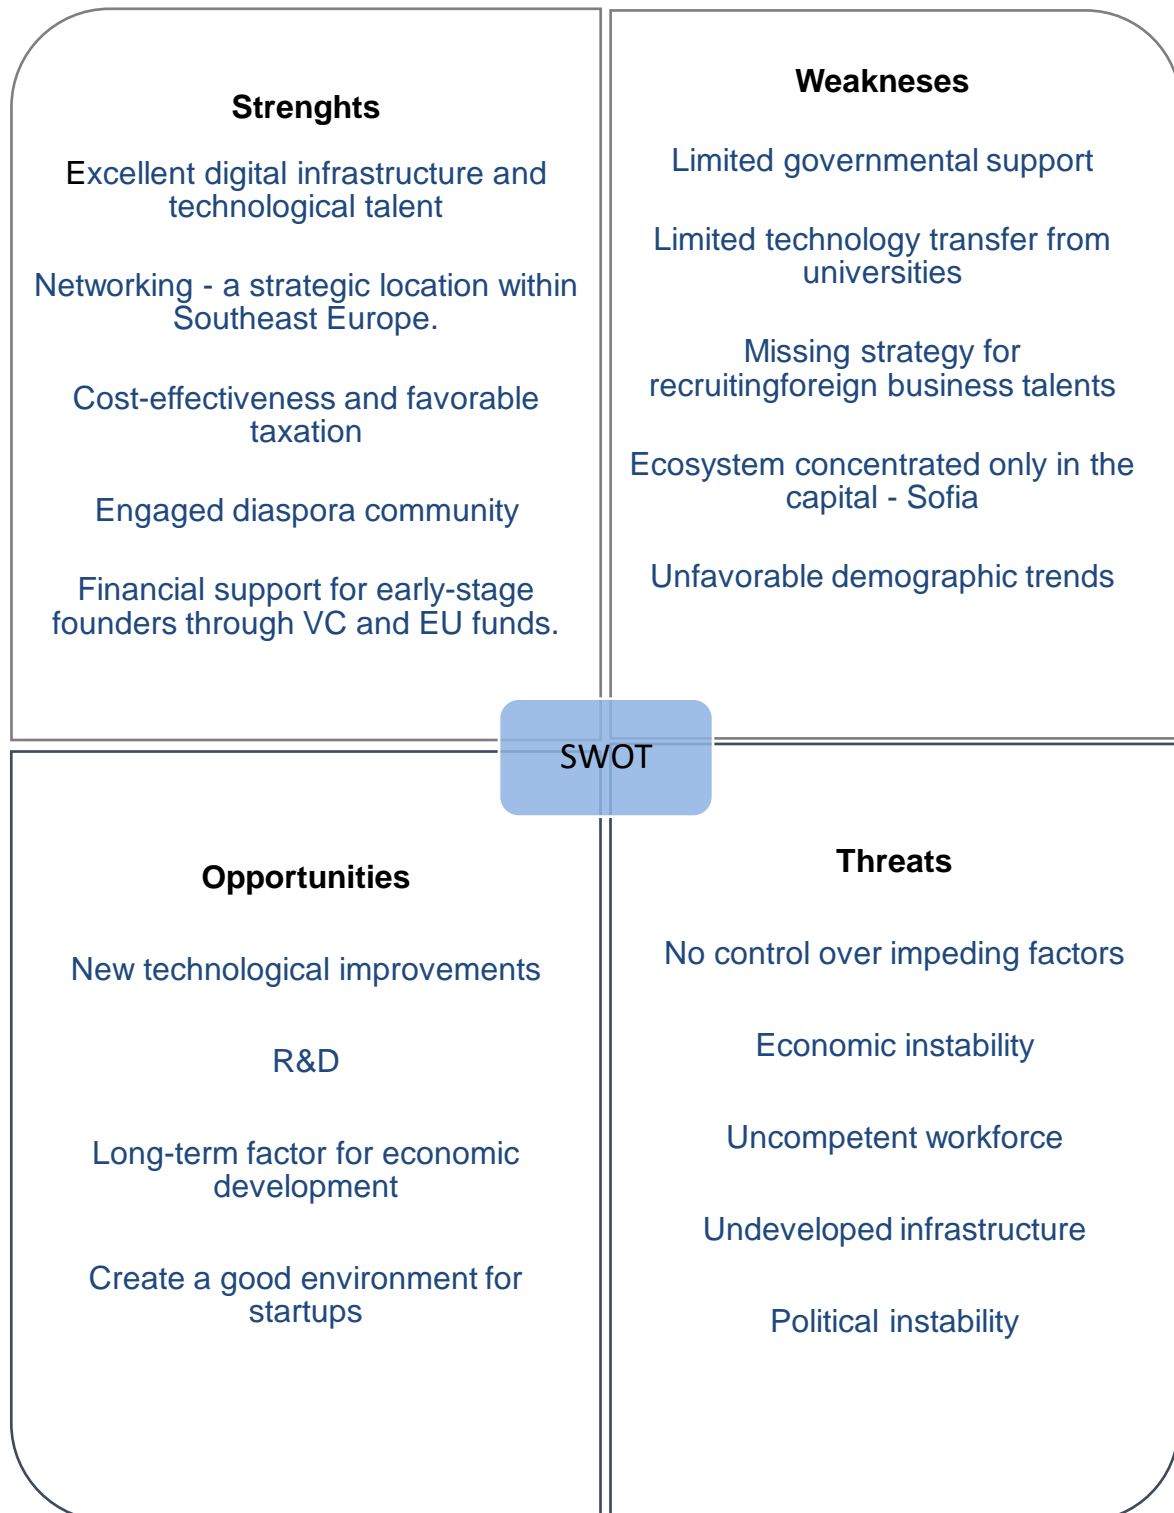 Strenghts
Excellent digital infrastructure and
technological talent
Networking - a strategic location within
Southeast Europe.
Cost-effectiveness and favorable
taxation
Engaged diaspora community
Financial support for early-stage
founders through VC and EU funds.
Weakneses
Limited governmental support
Limited technology transfer from
universities
Missing strategy for
recruitingforeign business talents
Ecosystem concentrated only in the
capital - Sofia
Unfavorable demographic trends
SWOT
Opportunities
New technological improvements
R&D
Long-term factor for economic
development
Create a good environment for
startups
Threats
No control over impeding factors
Economic instability
Uncompetent workforce
Undeveloped infrastructure
Political instability